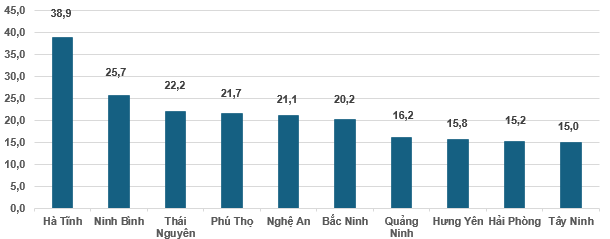 45,0
40,0
35,0
30,0
25,0
20,0
15,0
10,0
5,0
0,0
38,9
25,7
22,2
21,7
21,1
20,2
16,2
15,8
15,2
15,0
Hà Tĩnh
Ninh Bình
Thái
Nguyên
Phú Thọ
Nghệ An
Bắc Ninh
Quảng
Ninh
Hưng Yên
Hải Phòng
Tây Ninh